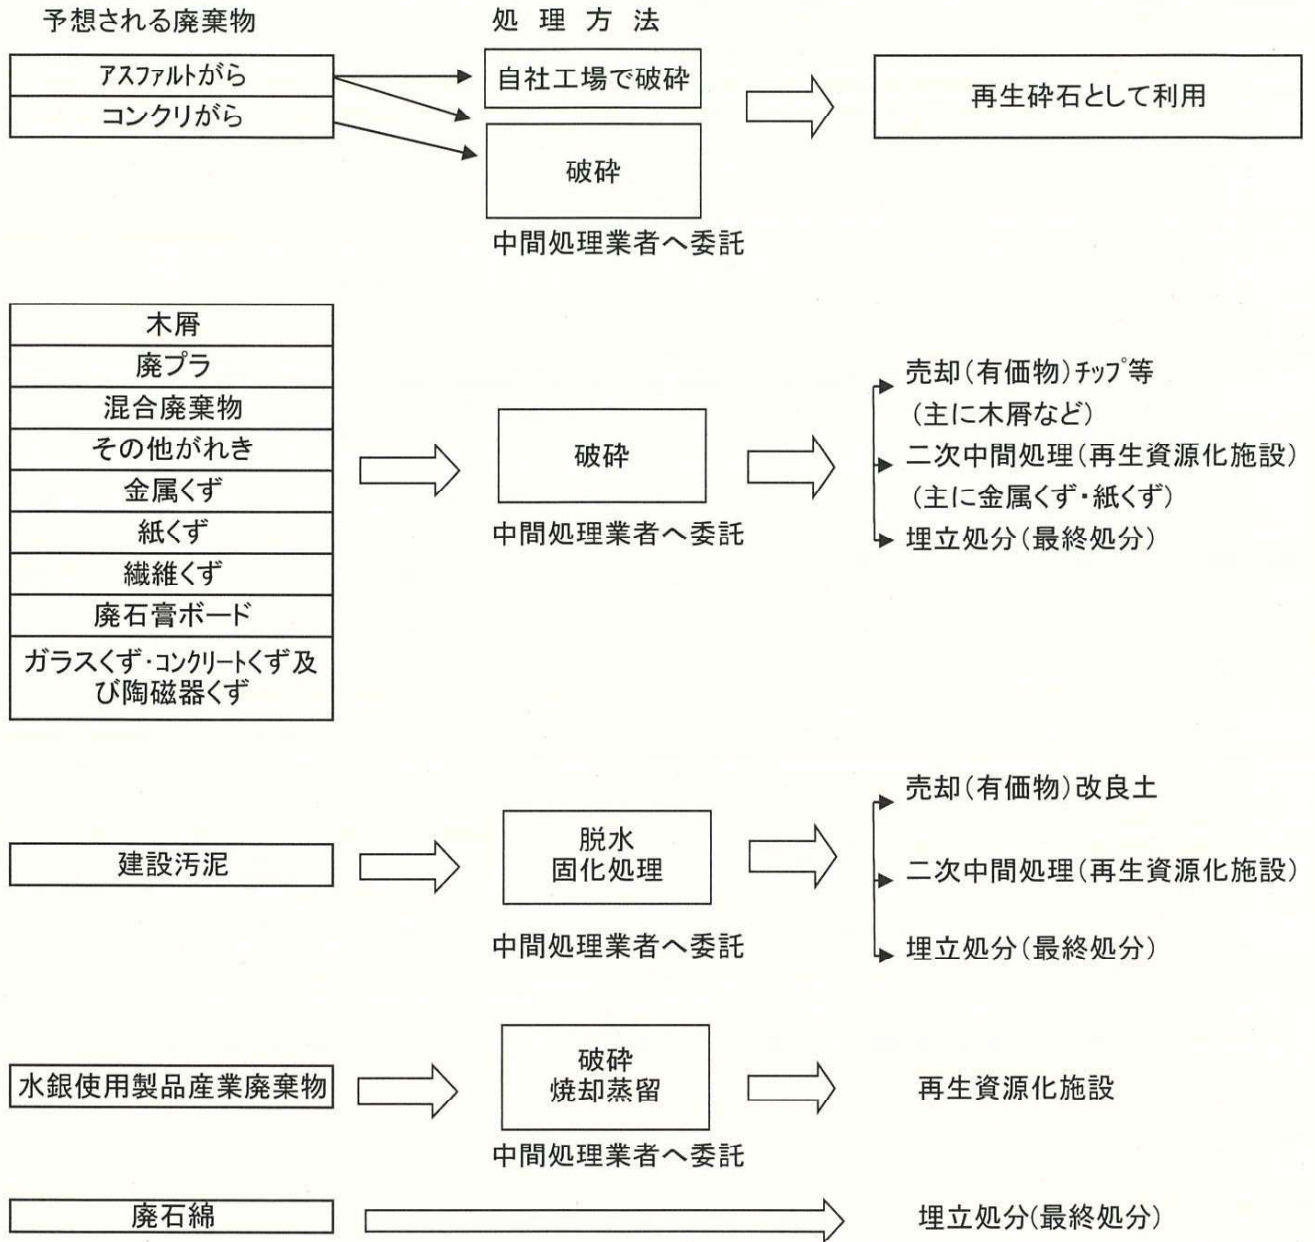 予想される廃棄物
処 理 方 法
アスファルトがら
コンクリがら
自社工場で破砕
破砕
中間処理業者へ委託
再生砕石として利用
木屑
廃プラ
混合廃棄物
その他がれき
金属くず
紙くず
繊維くず
廃石膏ボード
ガラスくず・コンクリートくず及
び陶磁器くず
破砕
中間処理業者へ委託
売却(有価物)チップ等
(主に木屑など)
二次中間処理(再生資源化施設)
(主に金属くず・紙くず)
埋立処分(最終処分)
建設汚泥
脱水
固化処理
中間処理業者へ委託
売却(有価物)改良土
二次中間処理(再生資源化施設)
埋立処分(最終処分)
水銀使用製品産業廃棄物
破砕
焼却蒸留
中間処理業者へ委託
再生資源化施設
廃石綿
埋立処分(最終処分)